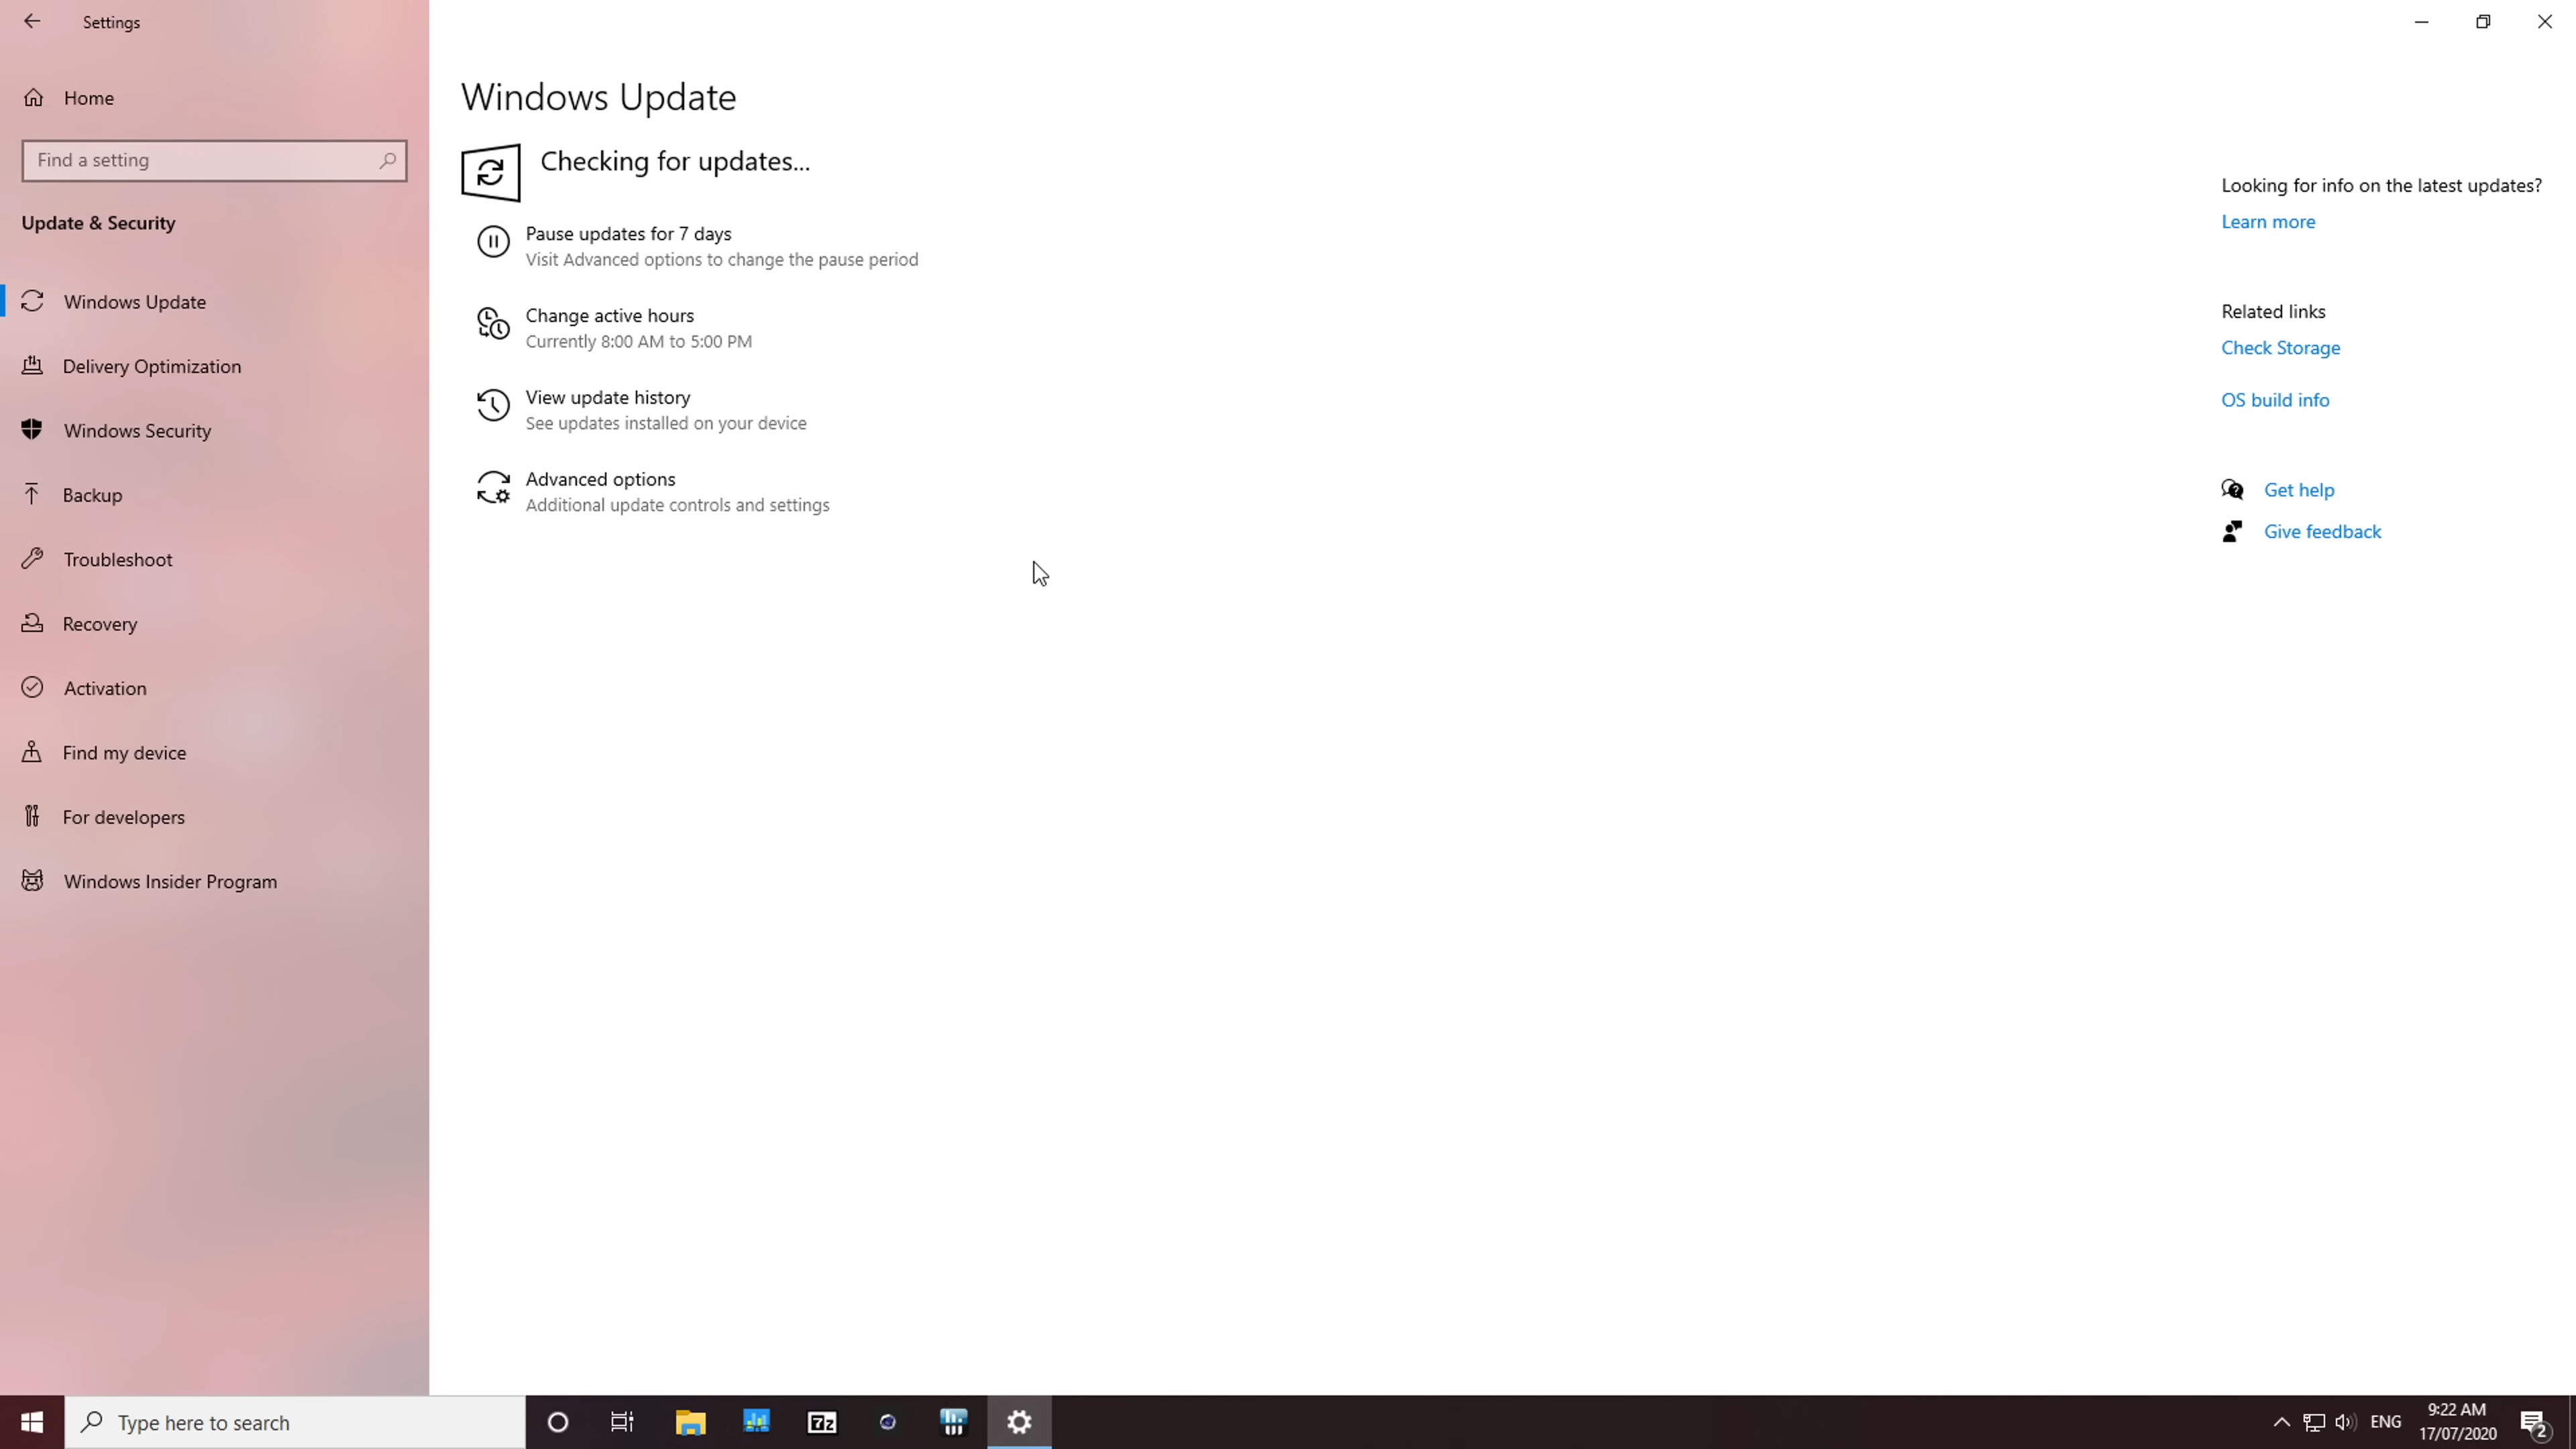 Settings
Home
Find a setting
Update & Security
Windows Update
Delivery Optimization
Windows Security
Backup
Troubleshoot
Recovery
Activation
Find my device
For developers
Windows Insider Program
Windows Update
Checking for updates...
Pause updates for 7 days
Visit Advanced options to change the pause period
Change active hours
Currently 8:00 AM to 5:00 PM
View update history
See updates installed on your device
Advanced options
Additional update controls and settings
Looking for info on the latest updates?
Learn more
Related links
Check Storage
OS build info
Get help
Give feedback
Type here to search
7z
ENG
9:22 AM
17/07/2020
2